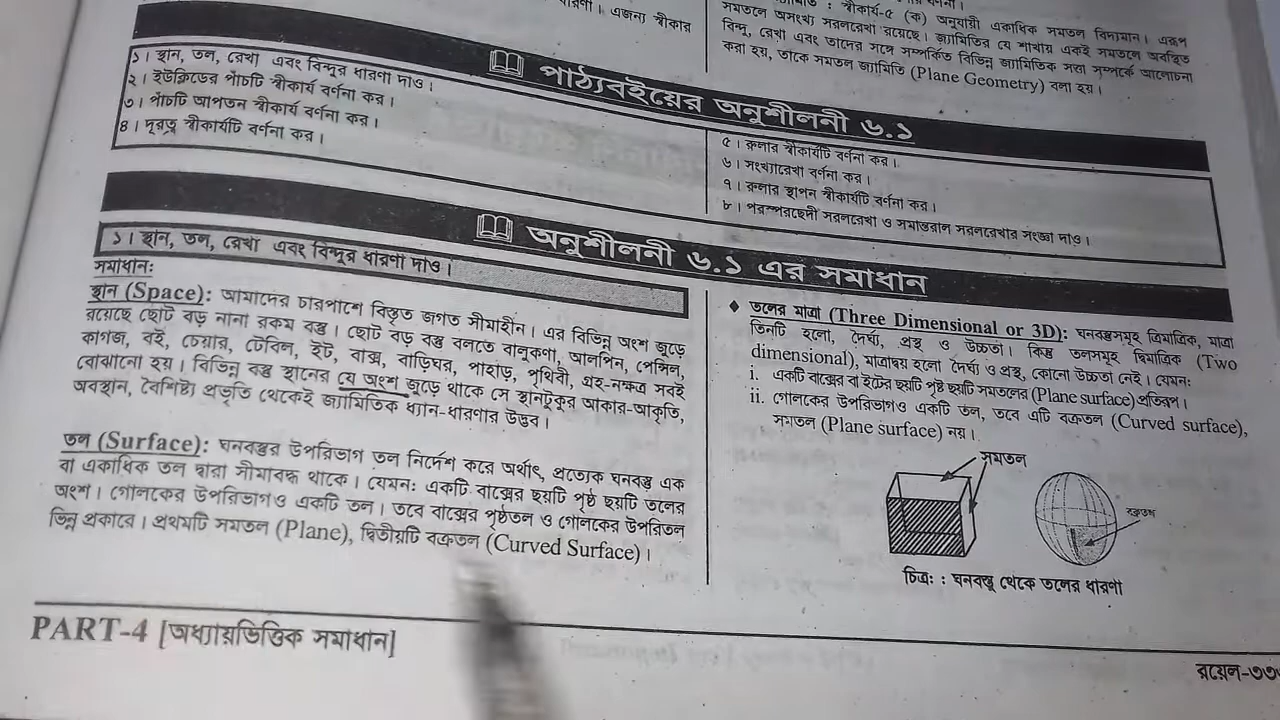 ধারণা। এজন্য স্বীকার
স্বীকার্য-৫ (ক) অনুযায়ী একাধিক সমতল বিদ্যমান। এরূপ
সমতলে অসংখ্য সরলরেখা রয়েছে। জ্যামিতির যে শাখায় একই সমতলে অবস্থিত
বিন্দু, রেখা এবং তাদের সঙ্গে সম্পর্কিত বিভিন্ন জ্যামিতিক সত্তা সম্পর্কে আলোচনা
করা হয়, তাকে সমতল জ্যামিতি (Plane Geometry) বলা হয়।
পাঠ্যবইয়ের অনুশীলনী ৬.১
১। স্থান, তল, রেখা এবং বিন্দুর ধারণা দাও।
২। ইউক্লিডের পাঁচটি স্বীকার্য বর্ণনা কর।
৩। পাঁচটি আপতন স্বীকার্য বর্ণনা কর।
৪। দূরত্ব স্বীকার্যটি বর্ণনা কর।
৫। রুলার স্বীকার্যটি বর্ণনা কর।
৬। সংখ্যারেখা বর্ণনা কর।
৭। রুলার স্থাপন স্বীকার্যটি বর্ণনা কর।
৮। পরস্পরছেদী সরলরেখা ও সমান্তরাল সরলরেখার সংজ্ঞা দাও।
অনুশীলনী ৬.১ এর সমাধান
১। স্থান, তল, রেখা এবং বিন্দুর ধারণা দাও।
সমাধান:
স্থান (Space): আমাদের চারপাশে বিস্তৃত জগত সীমাহীন। এর বিভিন্ন অংশ জুড়ে
রয়েছে ছোট বড় নানা রকম বস্তু। ছোট বড় বস্তু বলতে বালুকণা, আলপিন, পেন্সিল,
কাগজ, বই, চেয়ার, টেবিল, ইট, বাক্স, বাড়িঘর, পাহাড়, পৃথিবী, গ্রহ-নক্ষত্র সবই
বোঝানো হয়। বিভিন্ন বস্তু স্থানের যে অংশ জুড়ে থাকে সে স্থানটুকুর আকার-আকৃতি,
অবস্থান, বৈশিষ্ট্য প্রভৃতি থেকেই জ্যামিতিক ধ্যান-ধারণার উদ্ভব।
তল (Surface): ঘনবস্তুর উপরিভাগ তল নির্দেশ করে অর্থাৎ, প্রত্যেক ঘনবস্তু এক
বা একাধিক তল দ্বারা সীমাবদ্ধ থাকে। যেমন: একটি বাক্সের ছয়টি পৃষ্ঠ ছয়টি তলের
অংশ। গোলকের উপরিভাগও একটি তল। তবে বাক্সের পৃষ্ঠতল ও গোলকের উপরিতল
ভিন্ন প্রকারে। প্রথমটি সমতল (Plane), দ্বিতীয়টি বক্রতল (Curved Surface)।
♦ তলের মাত্রা (Three Dimensional or 3D): ঘনবস্তুসমূহ ত্রিমাত্রিক, মাত্রা
তিনটি হলো, দৈর্ঘ্য, প্রস্থ ও উচ্চতা। কিন্তু তলসমূহ দ্বিমাত্রিক (Two
dimensional), মাত্রাদ্বয় হলো দৈর্ঘ্য ও প্রস্থ, কোনো উচ্চতা নেই। যেমন:
i. একটি বাক্সের বা ইটের ছয়টি পৃষ্ঠ ছয়টি সমতলের (Plane surface) প্রতিরূপ।
ii. গোলকের উপরিভাগও একটি তল, তবে এটি বক্রতল (Curved surface),
সমতল (Plane surface) নয়।
সমতল
বক্রতল
চিত্র: : ঘনবস্তু থেকে তলের ধারণা
PART-4 [অধ্যায়ভিত্তিক সমাধান]
রয়েল-৩৩